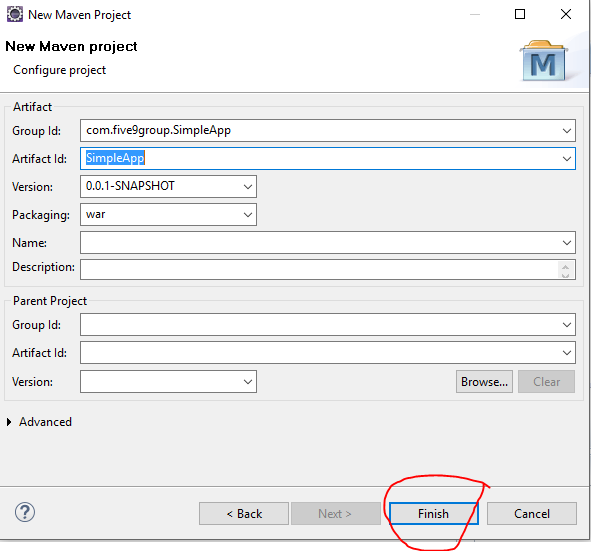 New Maven Project
New Maven project
Configure project
M
Artifact
Group Id: com.five9group.SimpleApp
Artifact Id: SimpleApp
Version: 0.0.1-SNAPSHOT
Packaging: war
Name:
Description:
Parent Project
Group Id:
Artifact Id:
Version: Browse... Clear
Advanced
? < Back Next > Finish Cancel